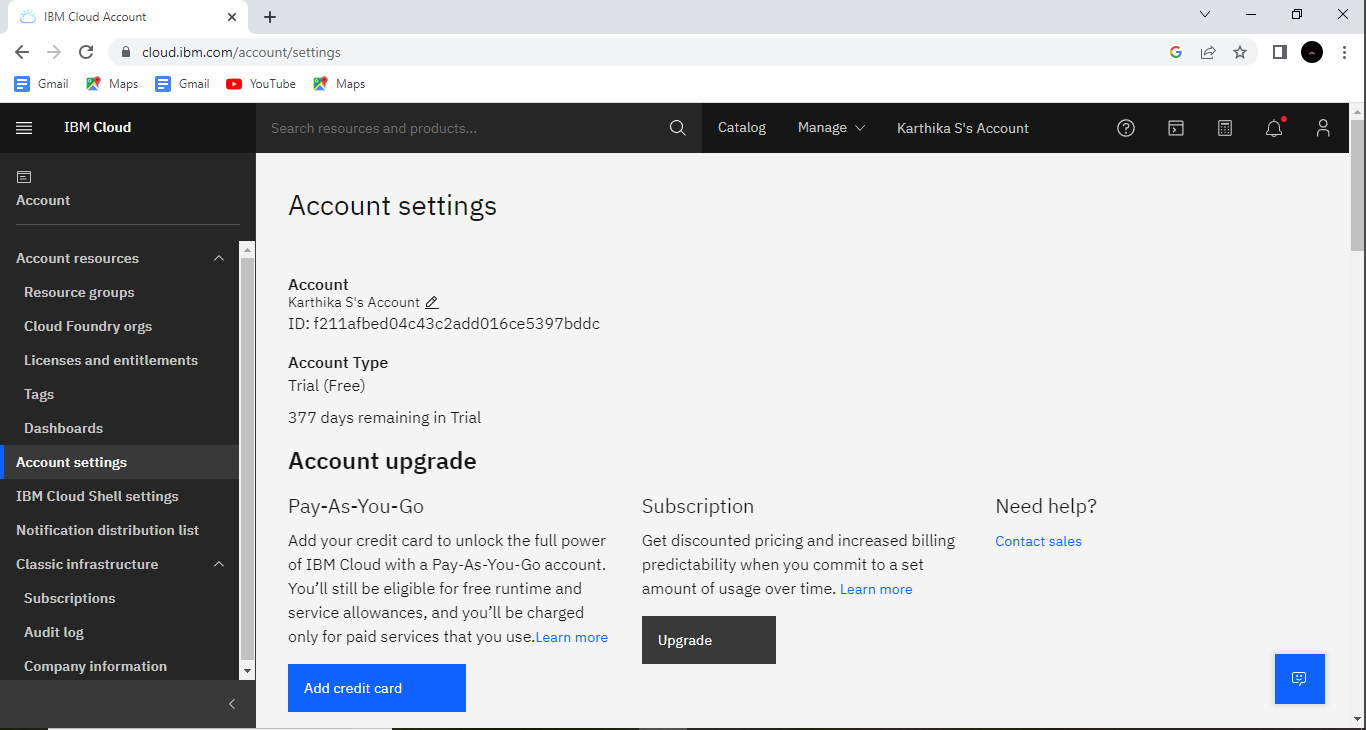 IBM Cloud Account
cloud.ibm.com/account/settings
Gmail Maps Gmail YouTube Maps
IBM Cloud
Search resources and products...
Catalog Manage Karthika S's Account
Account
Account resources
Resource groups
Cloud Foundry orgs
Licenses and entitlements
Tags
Dashboards
Account settings
IBM Cloud Shell settings
Notification distribution list
Classic infrastructure
Subscriptions
Audit log
Company information
Account settings
Account
Karthika S's Account
ID: f211afbed04c43c2add016ce5397bddc
Account Type
Trial (Free)
377 days remaining in Trial
Account upgrade
Pay-As-You-Go
Add your credit card to unlock the full power
of IBM Cloud with a Pay-As-You-Go account.
You’ll still be eligible for free runtime and
service allowances, and you’ll be charged
only for paid services that you use.Learn more
Add credit card
Subscription
Get discounted pricing and increased billing
predictability when you commit to a set
amount of usage over time. Learn more
Upgrade
Need help?
Contact sales